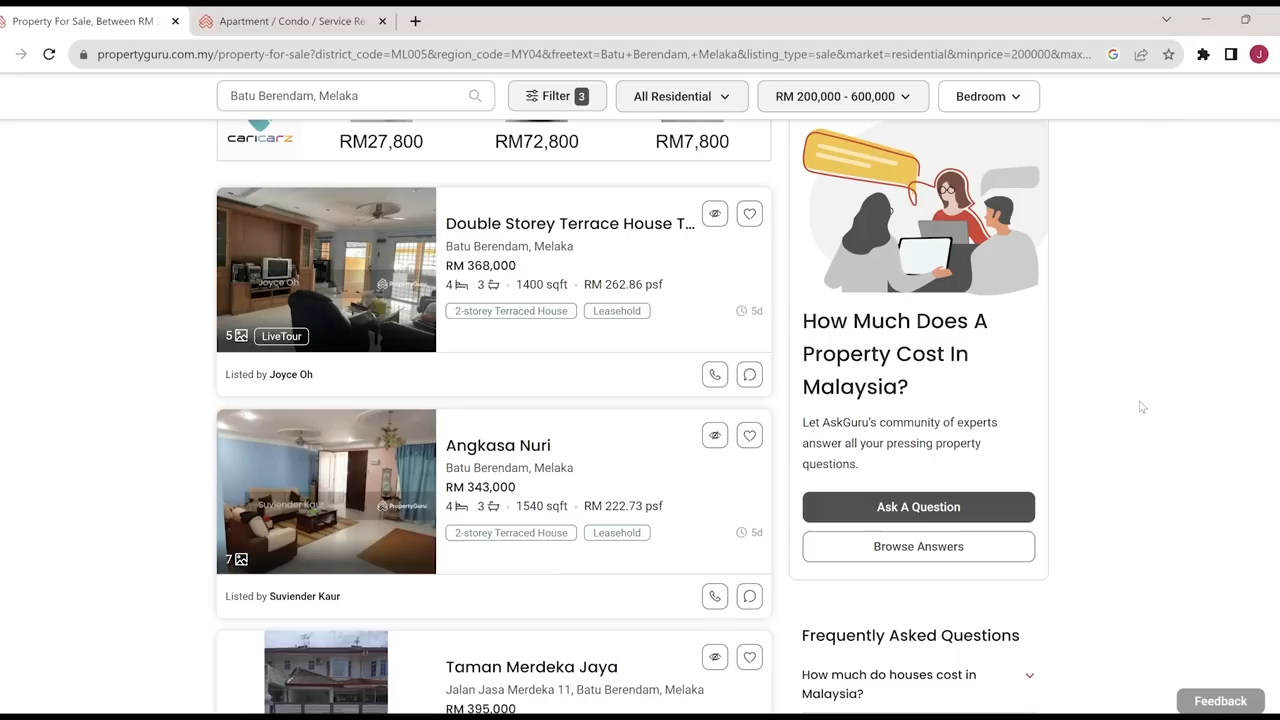 Property For Sale, Between RM 2
Apartment / Condo / Service Re
propertyguru.com.my/property-for-sale?district_code=ML005&region_code=MY04&freetext=Batu+Berendam,+Melaka&listing_type=sale&market=residential&minprice=200000&max...
J
Batu Berendam, Melaka
Filter 3
All Residential
RM 200,000 - 600,000
Bedroom
caricarz
RM27,800
RM72,800
RM7,800
Joyce Oh
PropertyGuru
5
LiveTour
Double Storey Terrace House T...
Batu Berendam, Melaka
RM 368,000
4 3 · 1400 sqft · RM 262.86 psf
2-storey Terraced House
Leasehold
5d
Listed by Joyce Oh
Suviender Kaur
PropertyGuru
7
Angkasa Nuri
Batu Berendam, Melaka
RM 343,000
4 3 · 1540 sqft · RM 222.73 psf
2-storey Terraced House
Leasehold
5d
Listed by Suviender Kaur
Taman Merdeka Jaya
Jalan Jasa Merdeka 11, Batu Berendam, Melaka
RM 395,000
How Much Does A
Property Cost In
Malaysia?
Let AskGuru's community of experts
answer all your pressing property
questions.
Ask A Question
Browse Answers
Frequently Asked Questions
How much do houses cost in
Malaysia?
Feedback